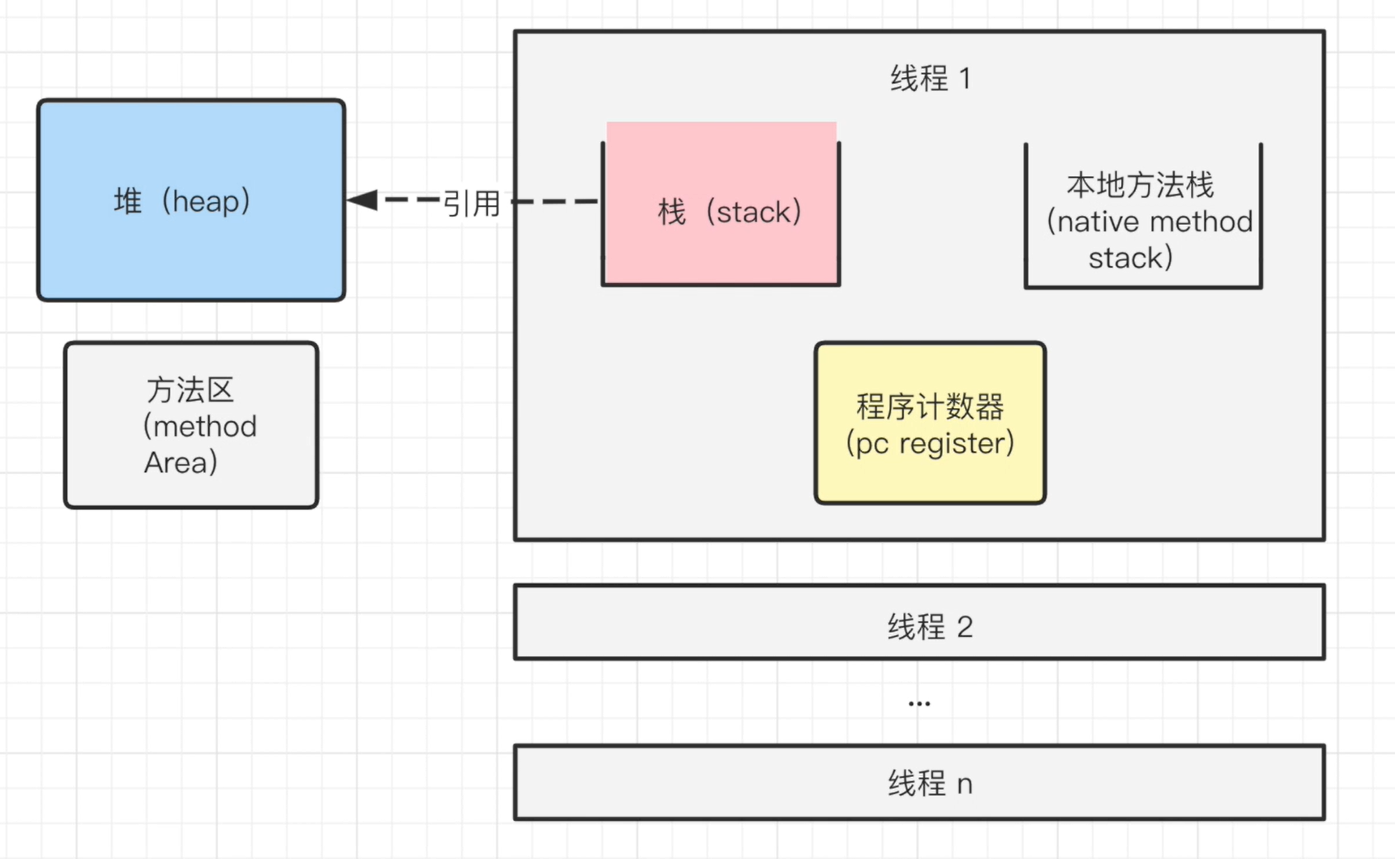 线程 1
堆（heap）
引用
栈（stack）
本地方法栈
（native method
stack）
方法区
（method
Area）
程序计数器
（pc register）
线程 2
...
线程 n